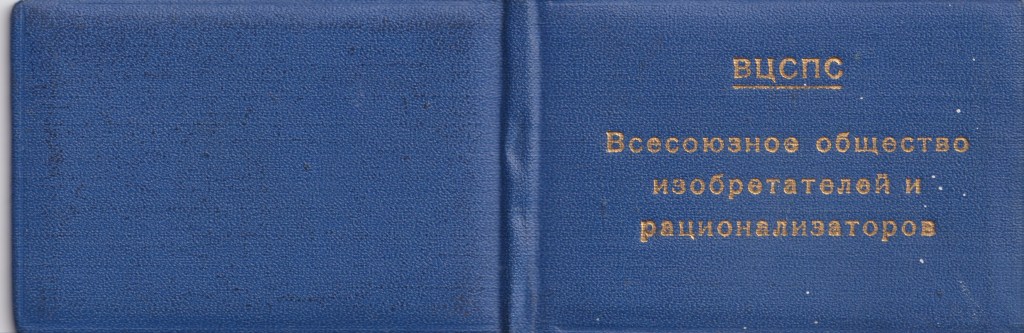 ВЦСПС
Всесоюзное общество
изобретателей и
рационализаторов